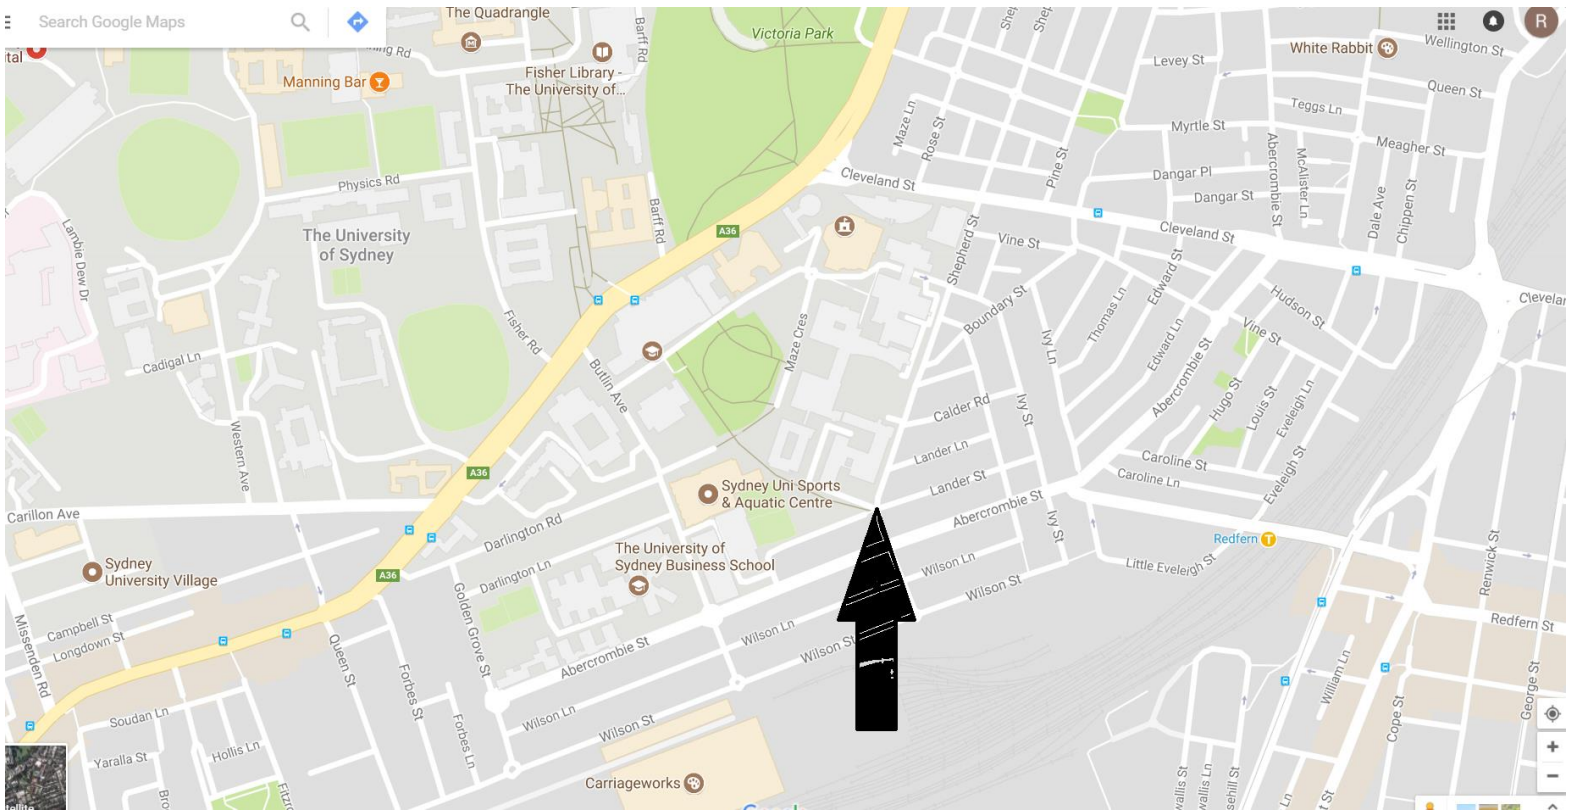 Search Google Maps
The Quadrangle
Victoria Park
R
White Rabbit
Wellington St
Barff Rd
Fisher Library -
The University of...
Manning Bar
Levey St
Queen St
Teggs Ln
Maze Ln
Rose St
Myrtle St
Meagher St
Abercrombie St
McAlister Ln
Pine St
Physics Rd
Cleveland St
Dangar Pl
Dangar St
Dale Ave
Chippen St
Barff Rd
Lambie Dew Dr
The University
of Sydney
A36
Shepherd St
Vine St
Cleveland St
Edward St
Thomas Ln
Hudson St
Boundary St
Fisher Rd
Maze Cres
Ivy Ln
Edward Ln
Vine St
Cadigal Ln
Butlin Ave
Abercrombie St
Hugo St
Louis St
Eveleigh Ln
Calder Rd
Ivy St
Western Ave
Lander Ln
Caroline St
Caroline Ln
Eveleigh St
A36
Sydney Uni Sports
& Aquatic Centre
Lander St
Abercrombie St
Ivy St
Carillon Ave
Darlington Rd
Redfern
T
Renwick St
The University of
Sydney Business School
Wilson Ln
Little Eveleigh St
Sydney
University Village
A36
Darlington Ln
Wilson St
Golden Grove St
Missenden Rd
Campbell St
Longdown St
Redfern St
Queen St
Abercrombie St
Wilson Ln
Wilson St
Forbes St
William Ln
George St
Cope St
Soudan Ln
Wilson Ln
Wilson St
Forbes Ln
Hollis Ln
Yaralla St
Carriageworks